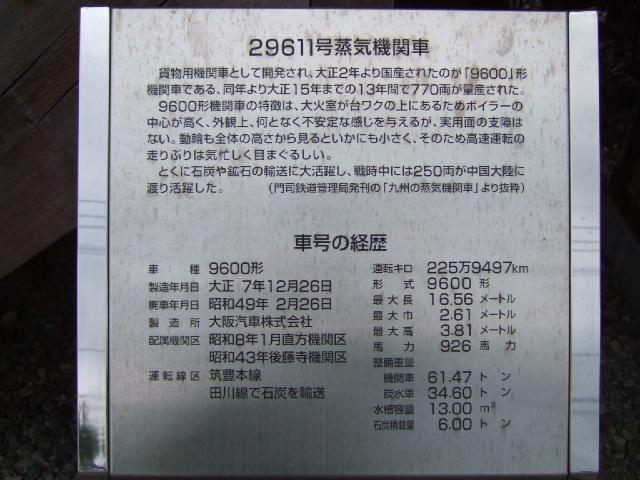 29611号蒸気機関車
貨物用機関車として開発され、大正2年より国産されたのが「9600」形
機関車である、同年より大正15年までの13年間で770両が量産された。
9600形機関車の特徴は、大火室が台ワクの上にあるためボイラーの
中心が高く、外観上、何となく不安定な感じを与えるが、実用面の支障は
ない。動輪も全体の高さから見るといかにも小さく、そのため高速運転の
走りぶりは気忙しく目まぐるしい。
とくに石炭や鉱石の輸送に大活躍し、戦時中には250両が中国大陸に
渡り活躍した。 (門司鉄道管理局発刊の「九州の蒸気機関車」より抜粋)
車号の経歴
車種 9600形
製造年月日 大正 7年12月26日
廃車年月日 昭和49年 2月26日
製造所 大阪汽車株式会社
配属機関区 昭和8年1月直方機関区
昭和43年後藤寺機関区
運転線区 筑豊本線
田川線で石炭を輸送
運転キロ 225万9497km
形式 9600 形
最大長 16.56 メートル
最大巾 2.61 メートル
最大高 3.81 メートル
馬力 926 馬力
整備重量
機関車 61.47 トン
炭水車 34.60 トン
水槽容量 13.00 m³
石炭積載量 6.00 トン